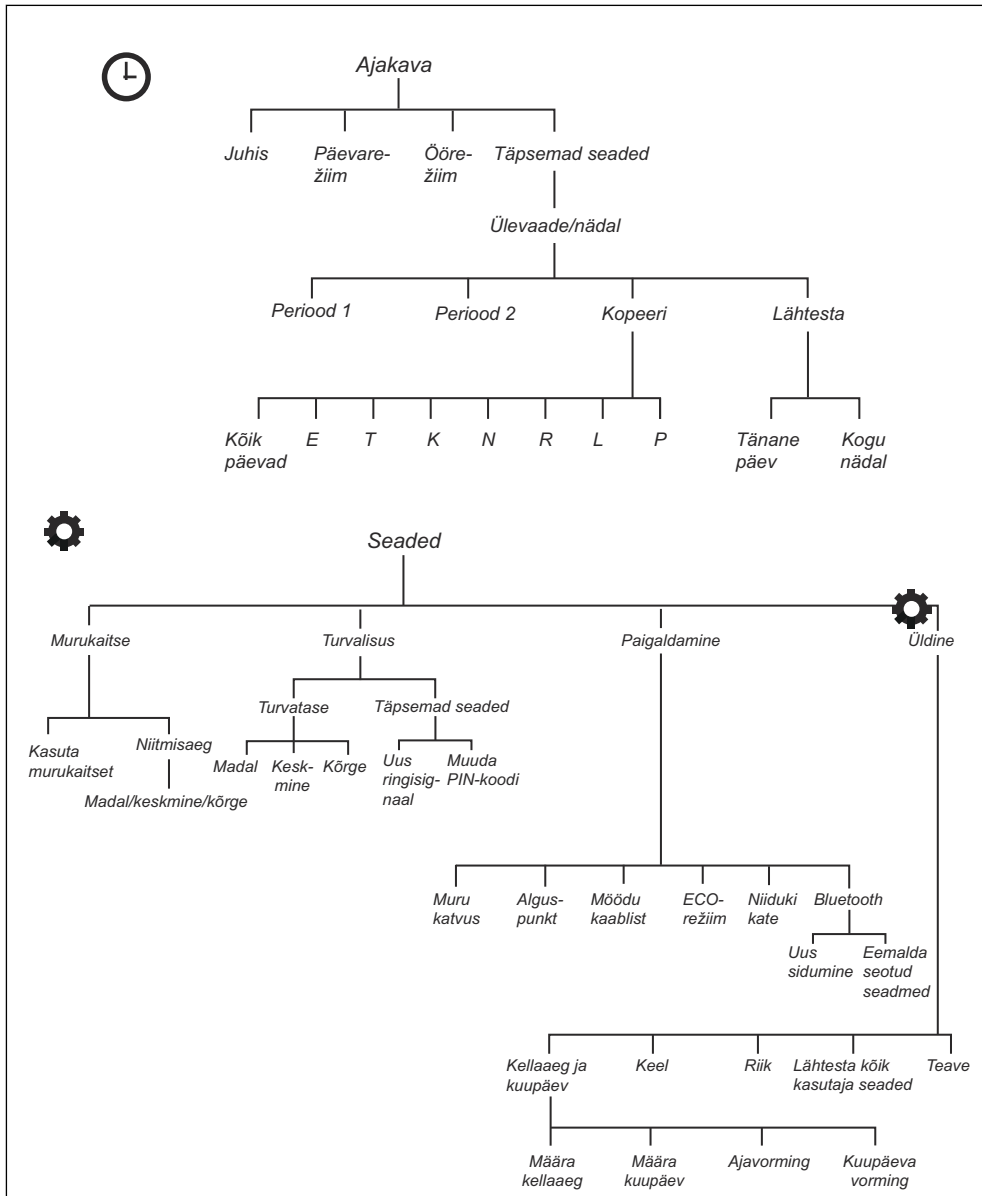 Ajakava
Juhis
Päevare-
žiim
Ööre-
žiim
Täpsemad seaded
Ülevaade/nädal
Periood 1
Periood 2
Kopeeri
Lähtesta
Kõik
päevad
E
T
K
N
R
L
P
Tänane
päev
Kogu
nädal
Seaded
Murukaitse
Turvalisus
Paigaldamine
Üldine
Kasuta
murukaitset
Niitmisaeg
Madal/keskmine/kõrge
Turvatase
Täpsemad seaded
Madal
Kesk-
mine
Kõrge
Uus
ringisig-
naal
Muuda
PIN-koodi
Muru
katvus
Algus-
punkt
Möödu
kaablist
ECO-
režiim
Niiduki
kate
Bluetooth
Uus
sidumine
Eemalda
seotud
seadmed
Kellaaeg ja
kuupäev
Keel
Riik
Lähtesta kõik
kasutaja seaded
Teave
Määra
kellaaeg
Määra
kuupäev
Ajavorming
Kuupäeva
vorming